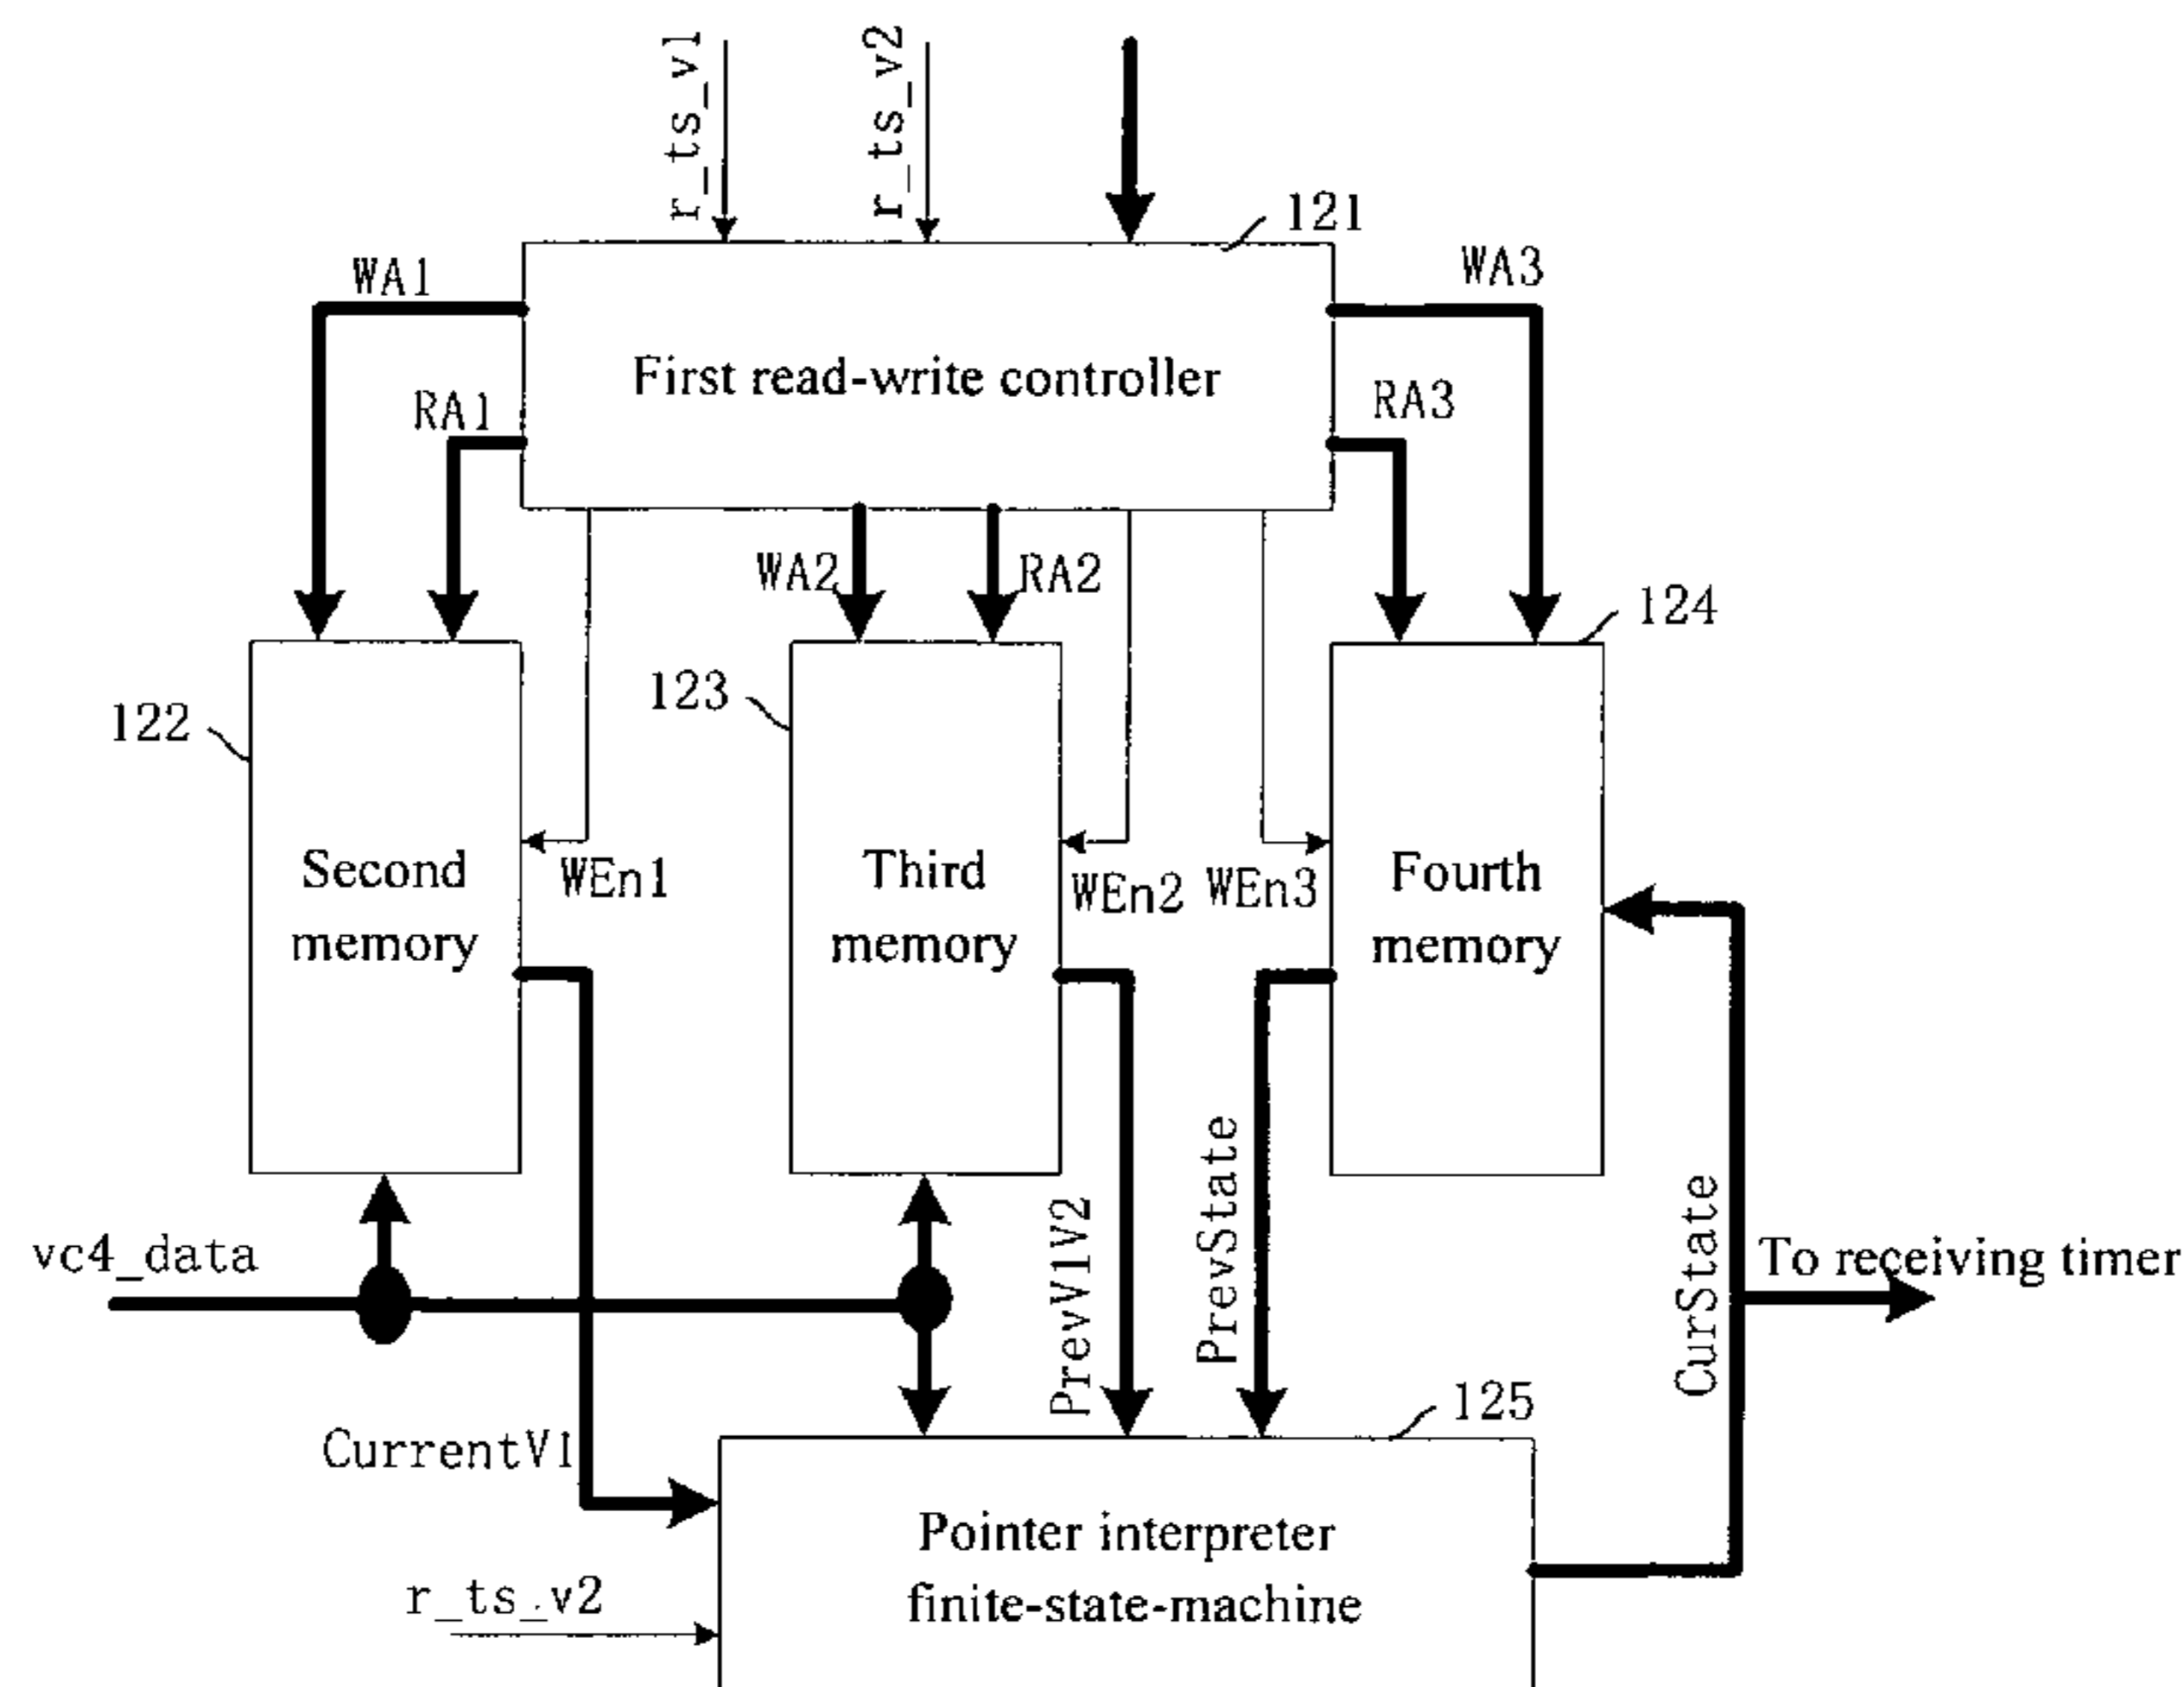 r_ts_v1
r_ts_v2
121
WA1
WA3
First read-write controller
RA1
RA3
WA2
RA2
124
123
122
Second
memory
WEn1
Third
memory
WEn2
WEn3
Fourth
memory
vc4_data
PrevV1V2
PrevState
CurState
To receiving timer
125
CurrentV1
Pointer interpreter
finite-state-machine
r_ts_v2